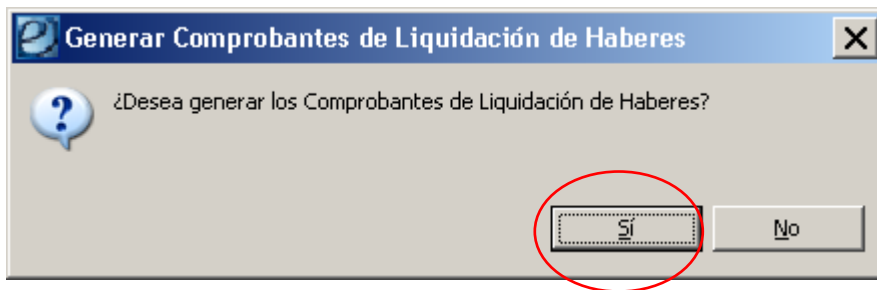 Generar Comprobantes de Liquidación de Haberes
¿Desea generar los Comprobantes de Liquidación de Haberes?
Sí
No